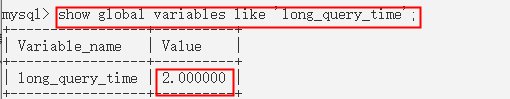 mysql> show global variables like 'long_query_time';
+-----------------+----------+
| Variable_name | Value |
+-----------------+----------+
| long_query_time | 2.000000 |